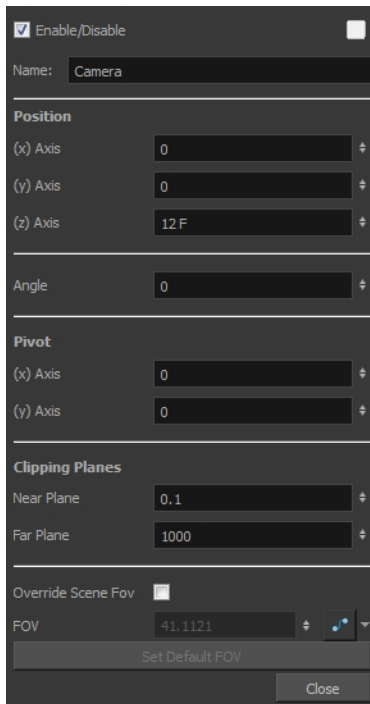 Enable/Disable
Name: Camera
Position
(x) Axis 0
(y) Axis 0
(z) Axis 12 F
Angle 0
Pivot
(x) Axis 0
(y) Axis 0
Clipping Planes
Near Plane 0.1
Far Plane 1000
Override Scene Fov
FOV 41.1121
Set Default FOV
Close